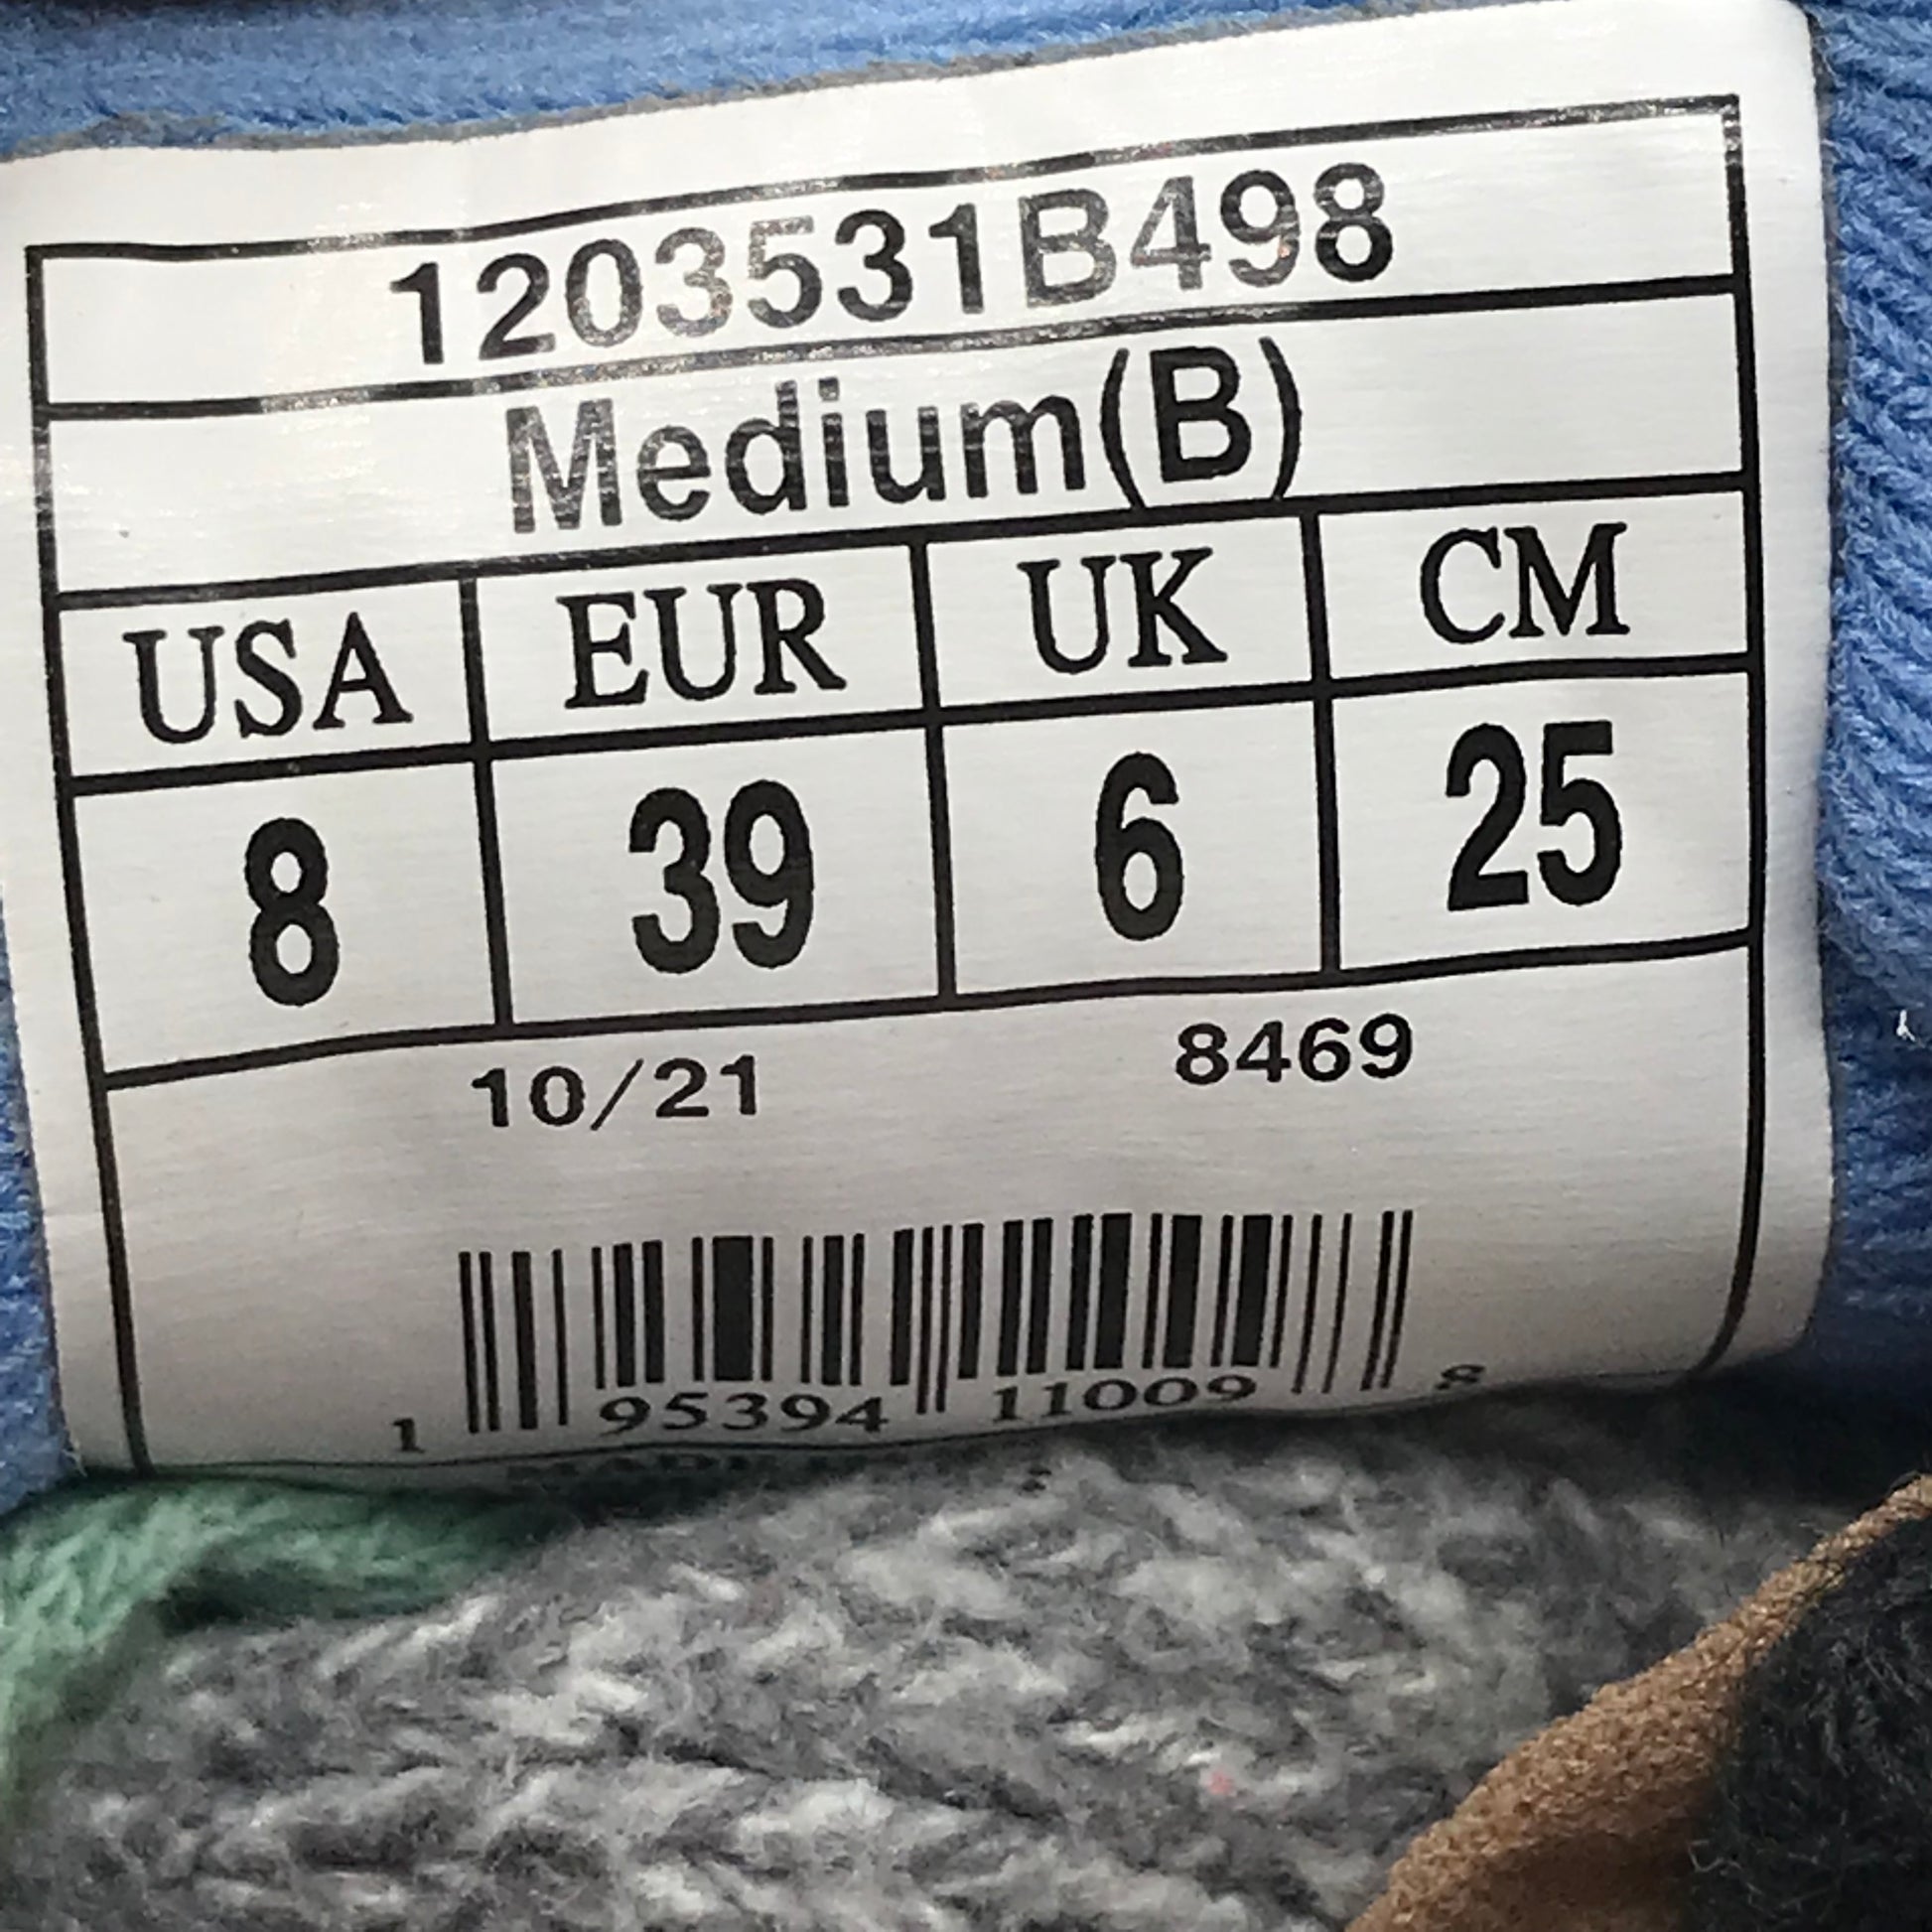 1203531B498
Medium(B)
USA EUR UK CM
8 39 6 25
10/21 8469
1 95394 11009 8